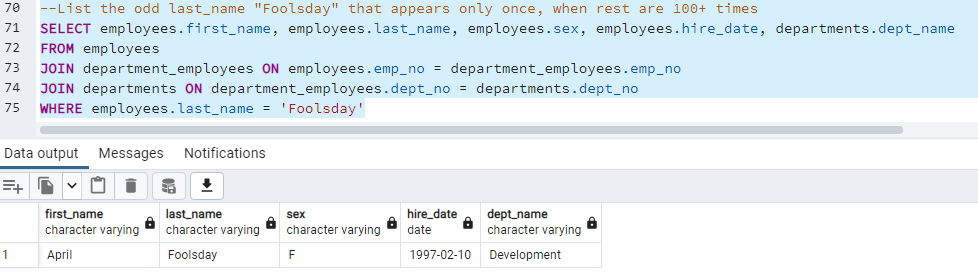 70 --List the odd last_name "Foolsday" that appears only once, when rest are 100+ times
71 SELECT employees.first_name, employees.last_name, employees.sex, employees.hire_date, departments.dept_name
72 FROM employees
73 JOIN department_employees ON employees.emp_no = department_employees.emp_no
74 JOIN departments ON department_employees.dept_no = departments.dept_no
75 WHERE employees.last_name = 'Foolsday'
Data output Messages Notifications
first_name last_name sex hire_date dept_name
character varying character varying character varying date character varying
1 April Foolsday F 1997-02-10 Development